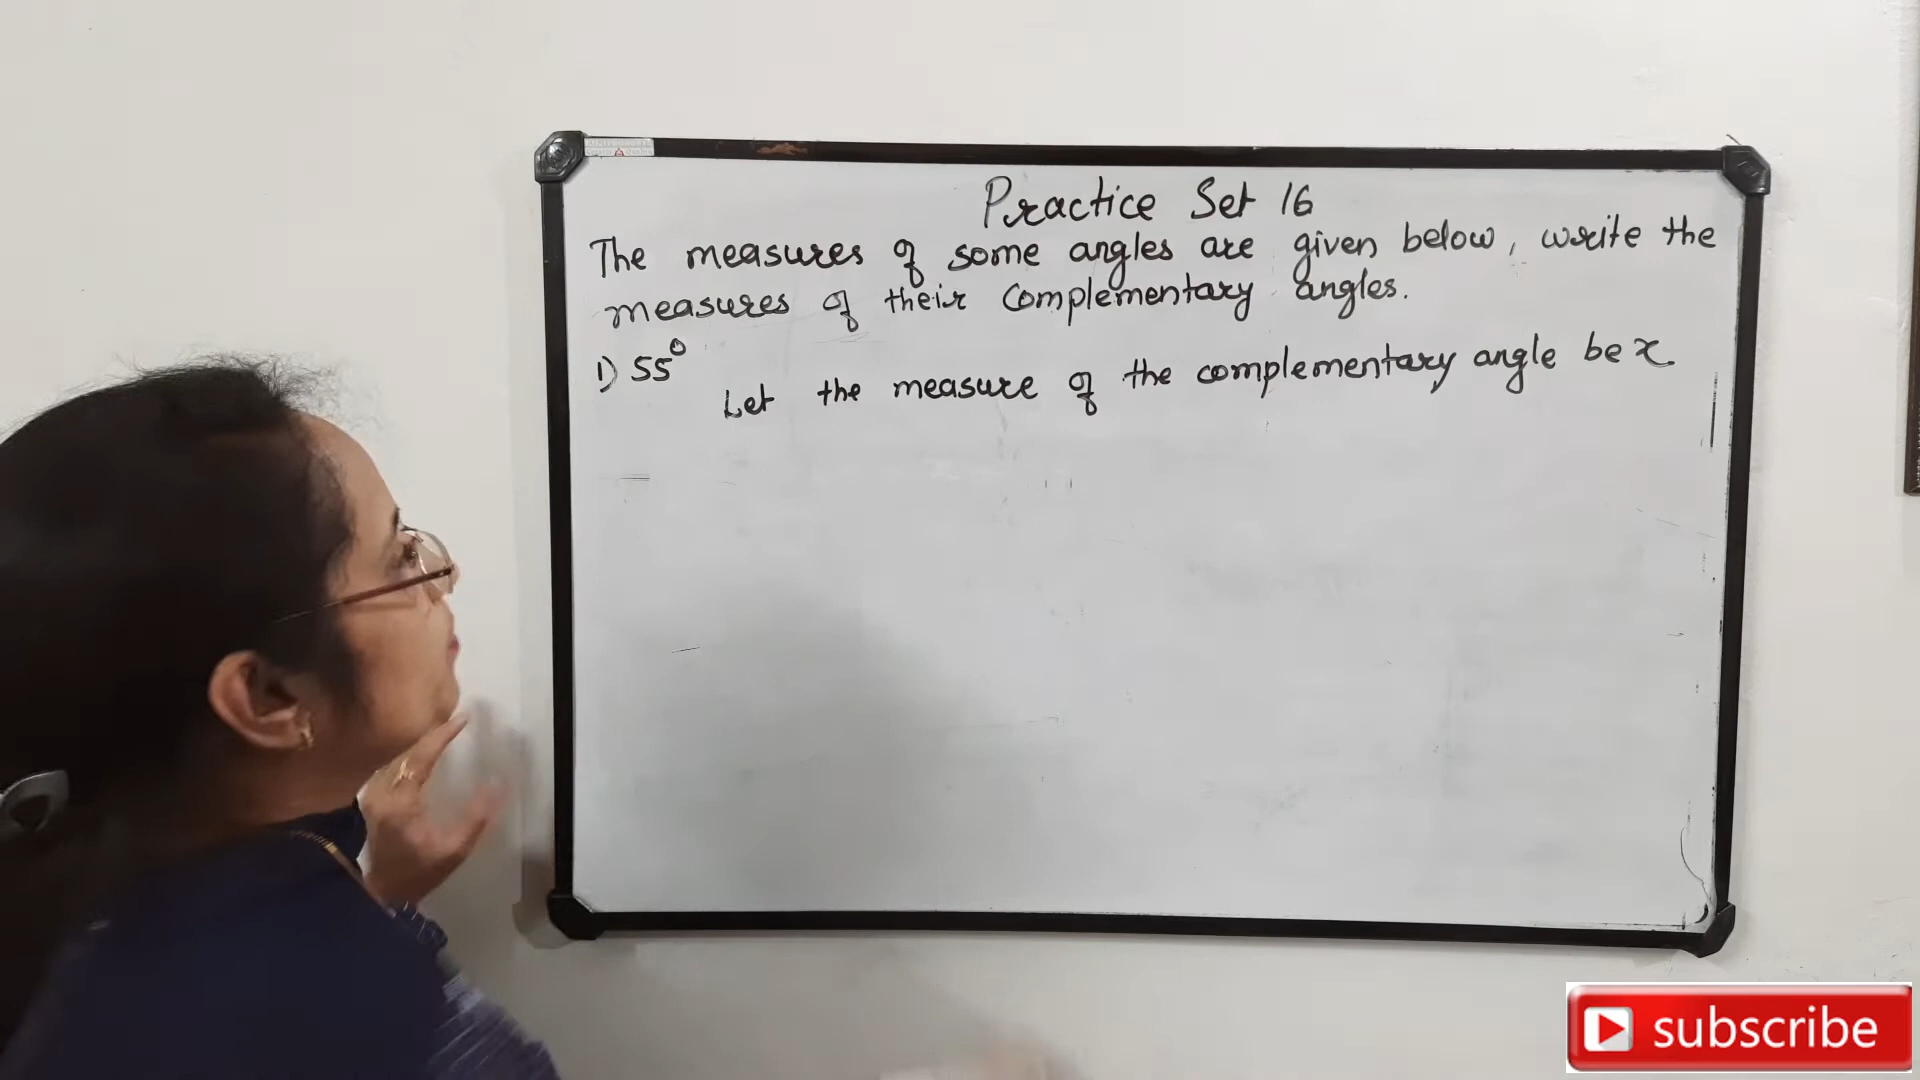 Practice Set 16
The measures of some angles are given below, write the
measures of their complementary angles.
1) 55°
Let the measure of the complementary angle be x
subscribe